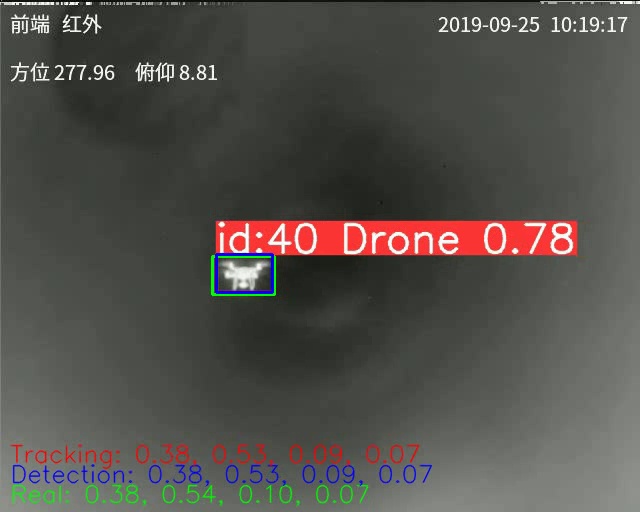 前端 红外 2019-09-25 10:19:17
方位 277.96 俯仰 8.81
id:40 Drone 0.78
Tracking: 0.38, 0.53, 0.09, 0.07
Detection: 0.38, 0.53, 0.09, 0.07
Real: 0.38, 0.54, 0.10, 0.07